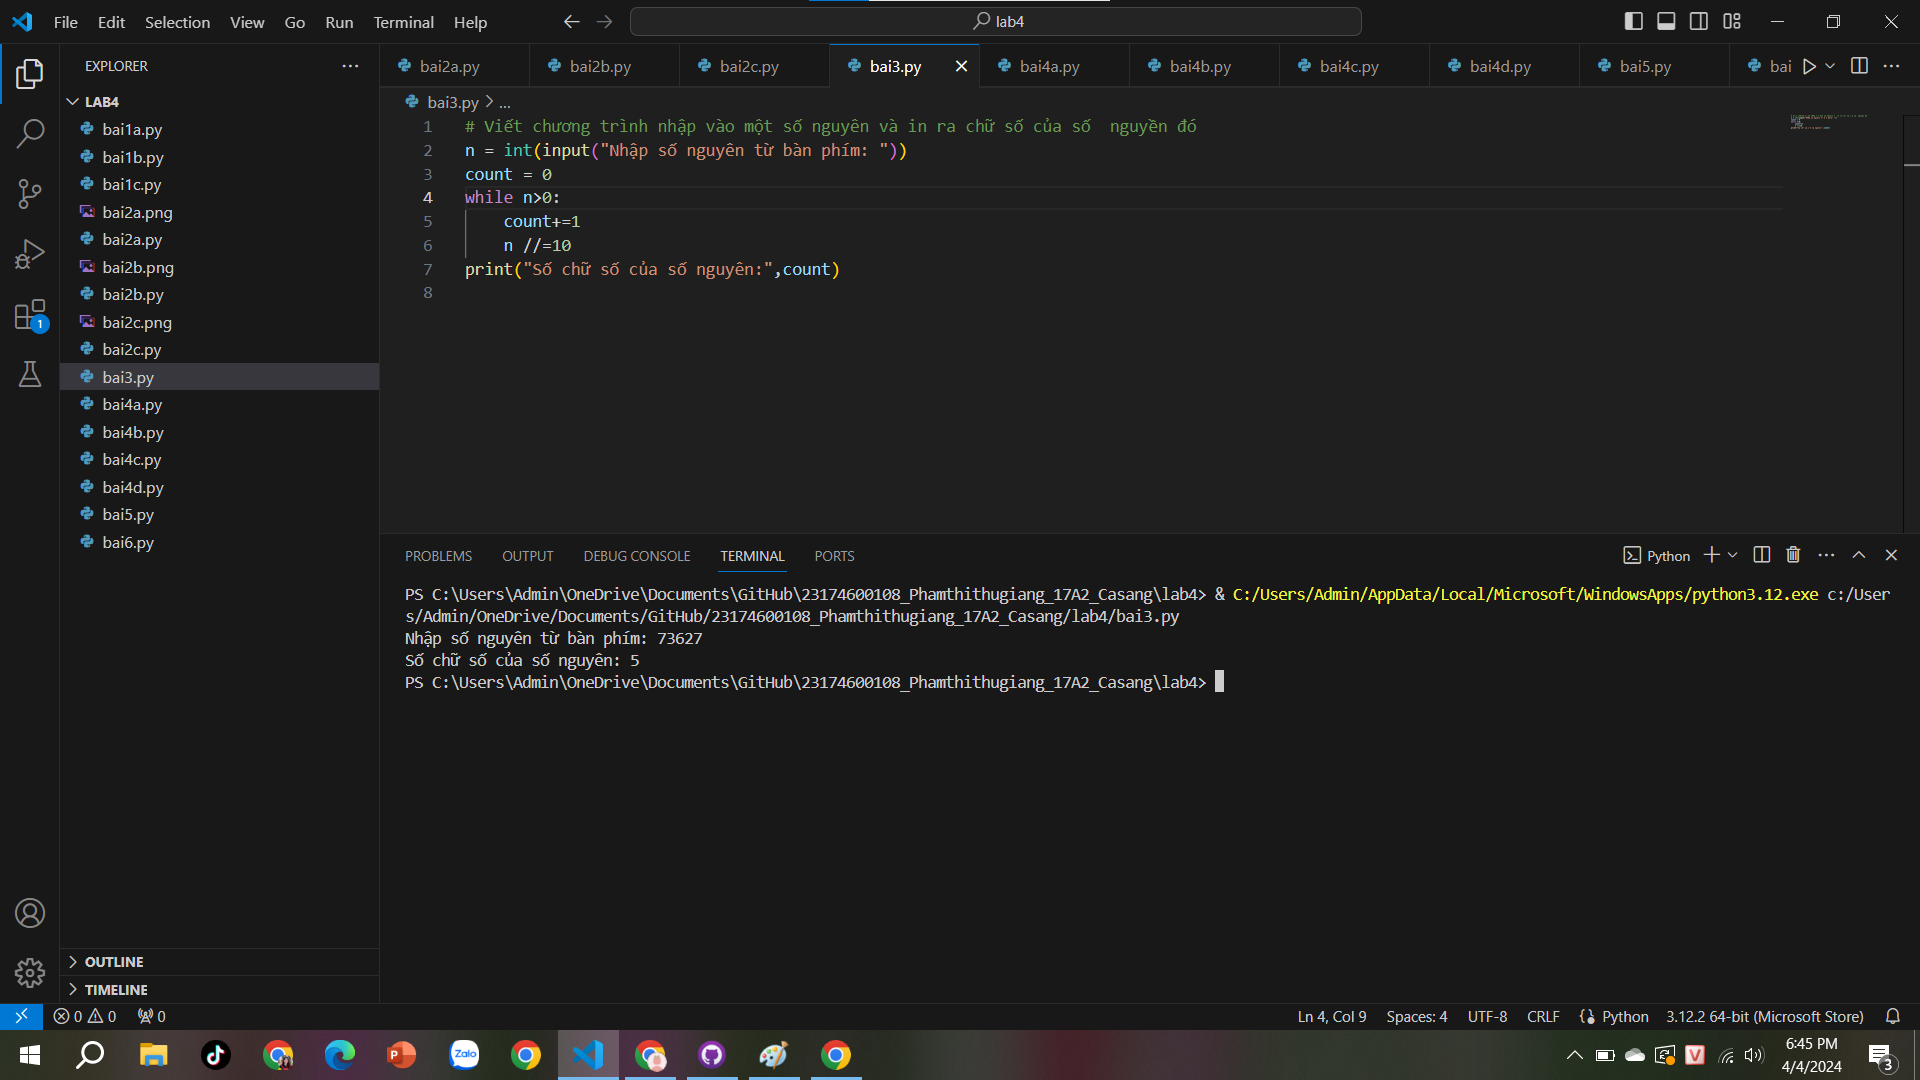 File Edit Selection View Go Run Terminal Help
lab4
EXPLORER
LAB4
bai1a.py
bai1b.py
bai1c.py
bai2a.png
bai2a.py
bai2b.png
bai2b.py
bai2c.png
bai2c.py
bai3.py
bai4a.py
bai4b.py
bai4c.py
bai4d.py
bai5.py
bai6.py
OUTLINE
TIMELINE
1
bai2a.py bai2b.py bai2c.py bai3.py bai4a.py bai4b.py bai4c.py bai4d.py bai5.py bai
bai3.py > ...
1 # Viết chương trình nhập vào một số nguyên và in ra chữ số của số  nguyền đó
2 n = int(input("Nhập số nguyên từ bàn phím: "))
3 count = 0
4 while n>0:
5     count+=1
6     n //=10
7 print("Số chữ số của số nguyên:",count)
8
PROBLEMS OUTPUT DEBUG CONSOLE TERMINAL PORTS
Python
PS C:\Users\Admin\OneDrive\Documents\GitHub\23174600108_Phamthithugiang_17A2_Casang\lab4> & C:/Users/Admin/AppData/Local/Microsoft/WindowsApps/python3.12.exe c:/User
s/Admin/OneDrive/Documents/GitHub/23174600108_Phamthithugiang_17A2_Casang/lab4/bai3.py
Nhập số nguyên từ bàn phím: 73627
Số chữ số của số nguyên: 5
PS C:\Users\Admin\OneDrive\Documents\GitHub\23174600108_Phamthithugiang_17A2_Casang\lab4>
0 0 0
Ln 4, Col 9 Spaces: 4 UTF-8 CRLF Python 3.12.2 64-bit (Microsoft Store)
Zalo
V
6:45 PM
4/4/2024
3